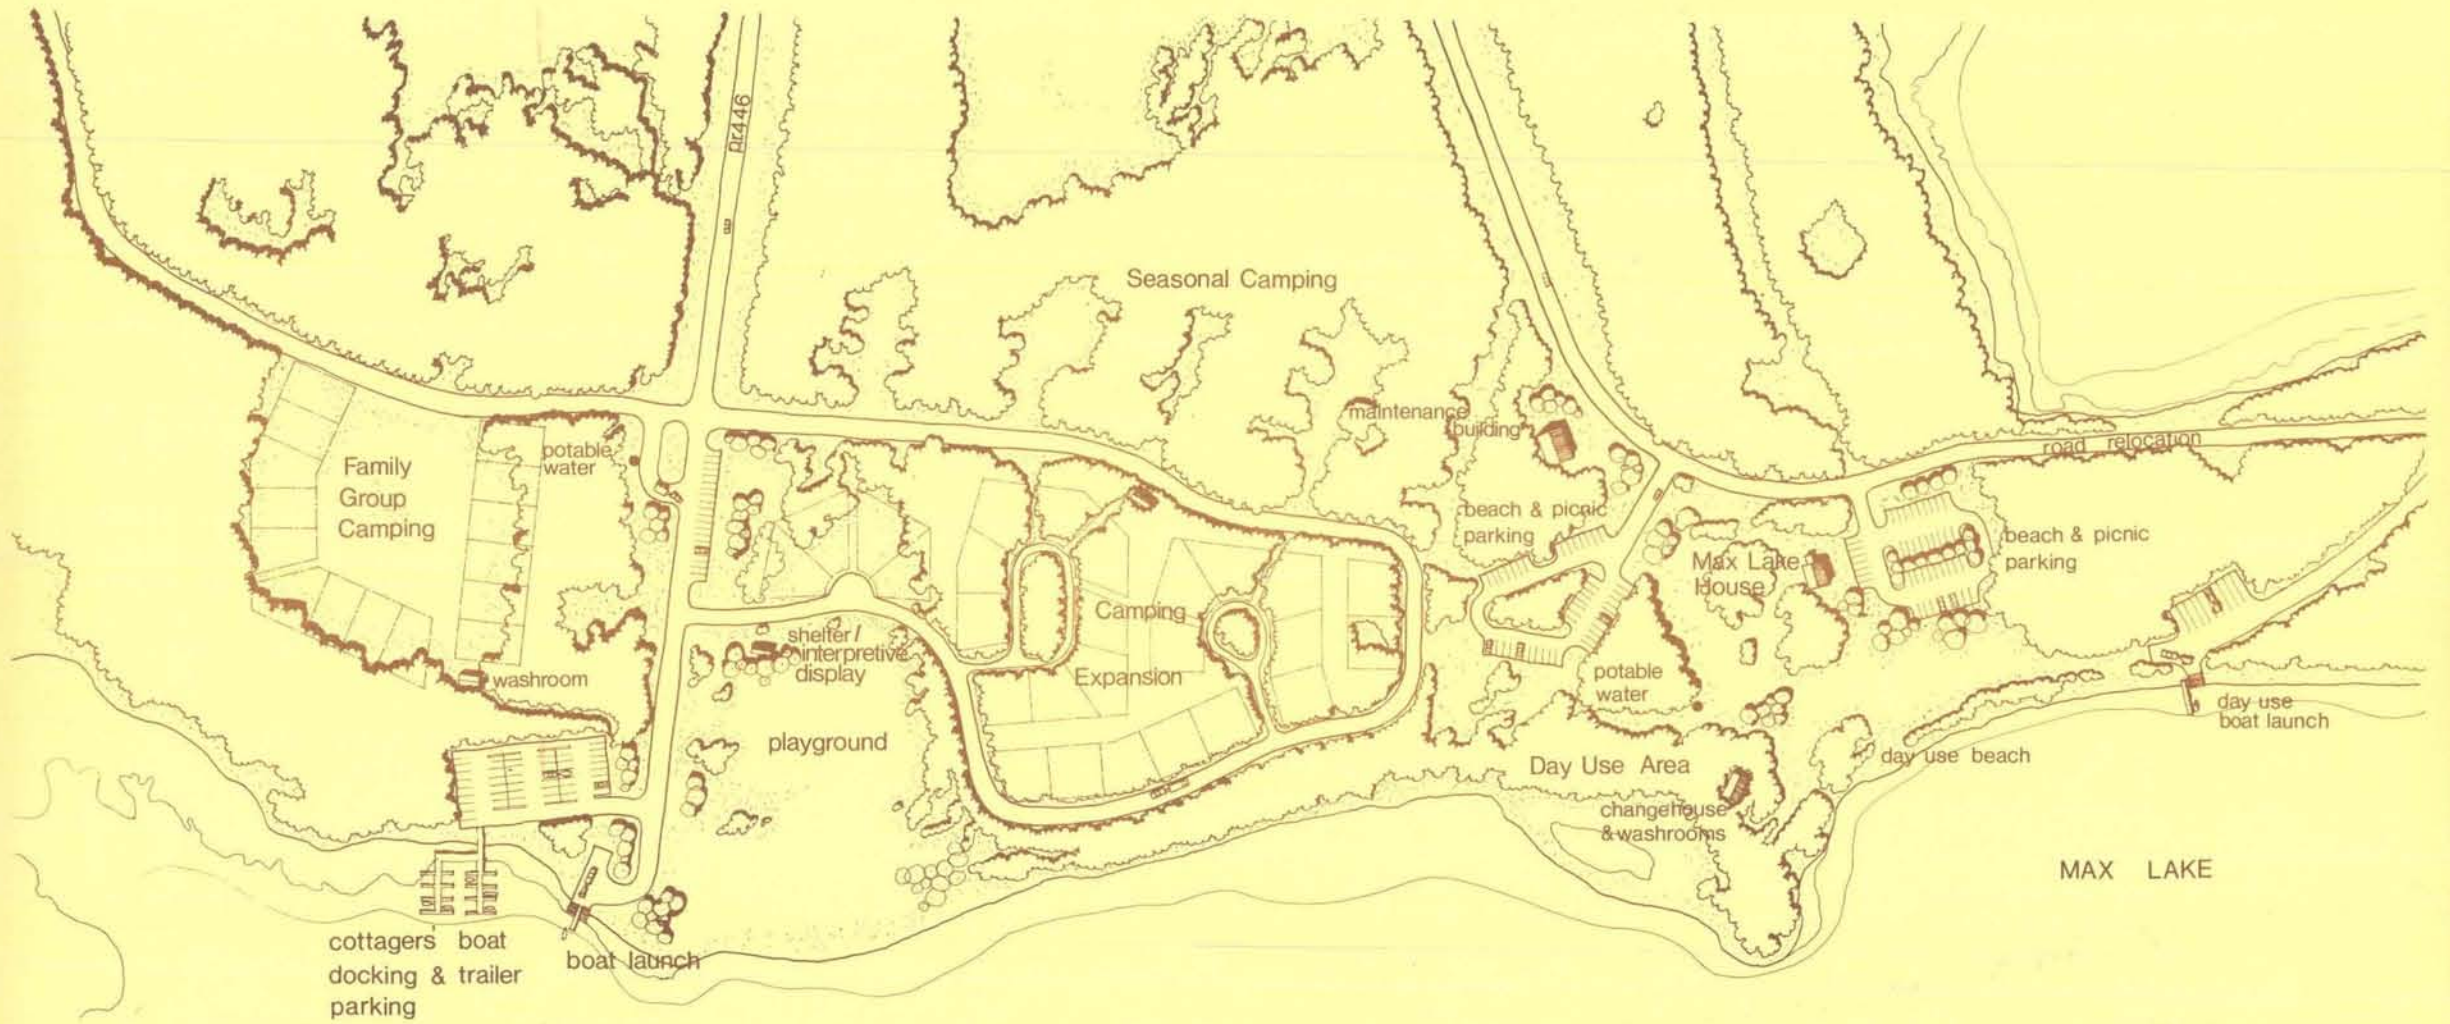 Pr446
Seasonal Camping
maintenance
building
Family
Group
Camping
potable
water
road relocation
beach & picnic
parking
beach & picnic
parking
Max Lake
House
Camping
Expansion
shelter/
interpretive
display
washroom
potable
water
playground
day use
boat launch
Day Use Area
day use beach
changehouse
& washrooms
MAX LAKE
cottagers' boat
docking & trailer
parking
boat launch